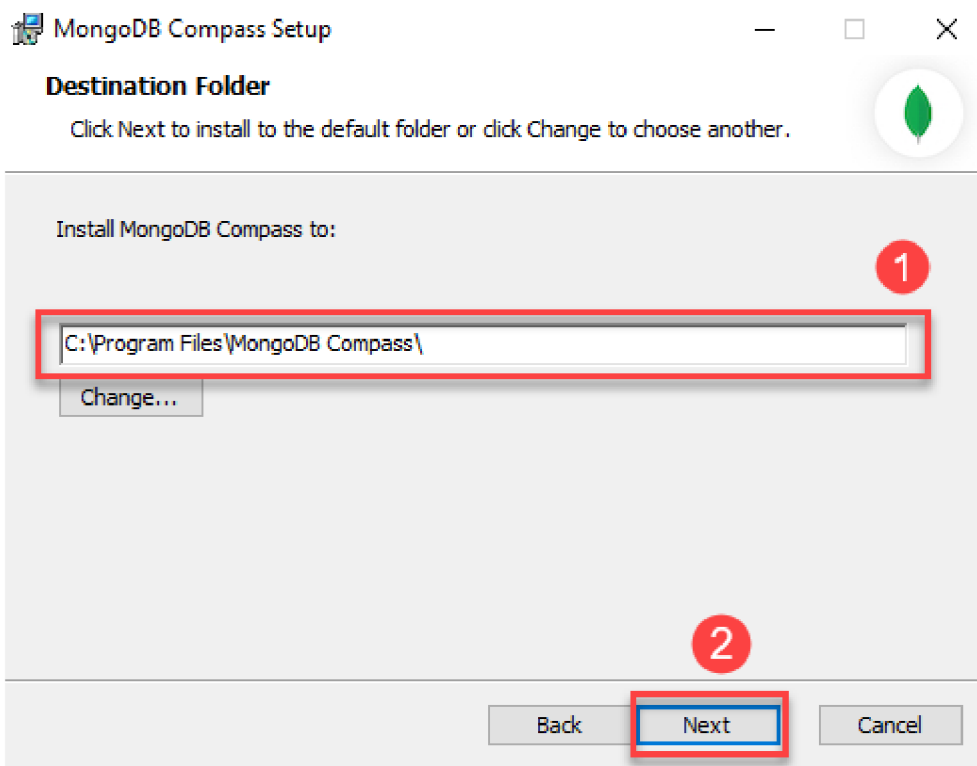 MongoDB Compass Setup
Destination Folder
Click Next to install to the default folder or click Change to choose another.
Install MongoDB Compass to:
1
C:\Program Files\MongoDB Compass\
Change...
2
Back Next Cancel